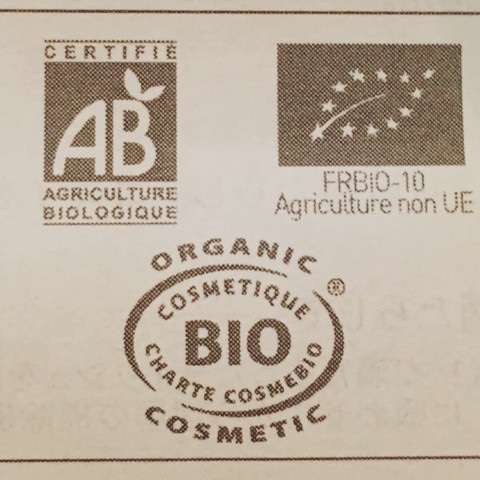 CERTIFIÉ
AB
AGRICULTURE
BIOLOGIQUE
FRBIO-10
Agriculture non UE
ORGANIC
COSMETIQUE
BIO
CHARTE COSMEBIO
COSMETIC
®